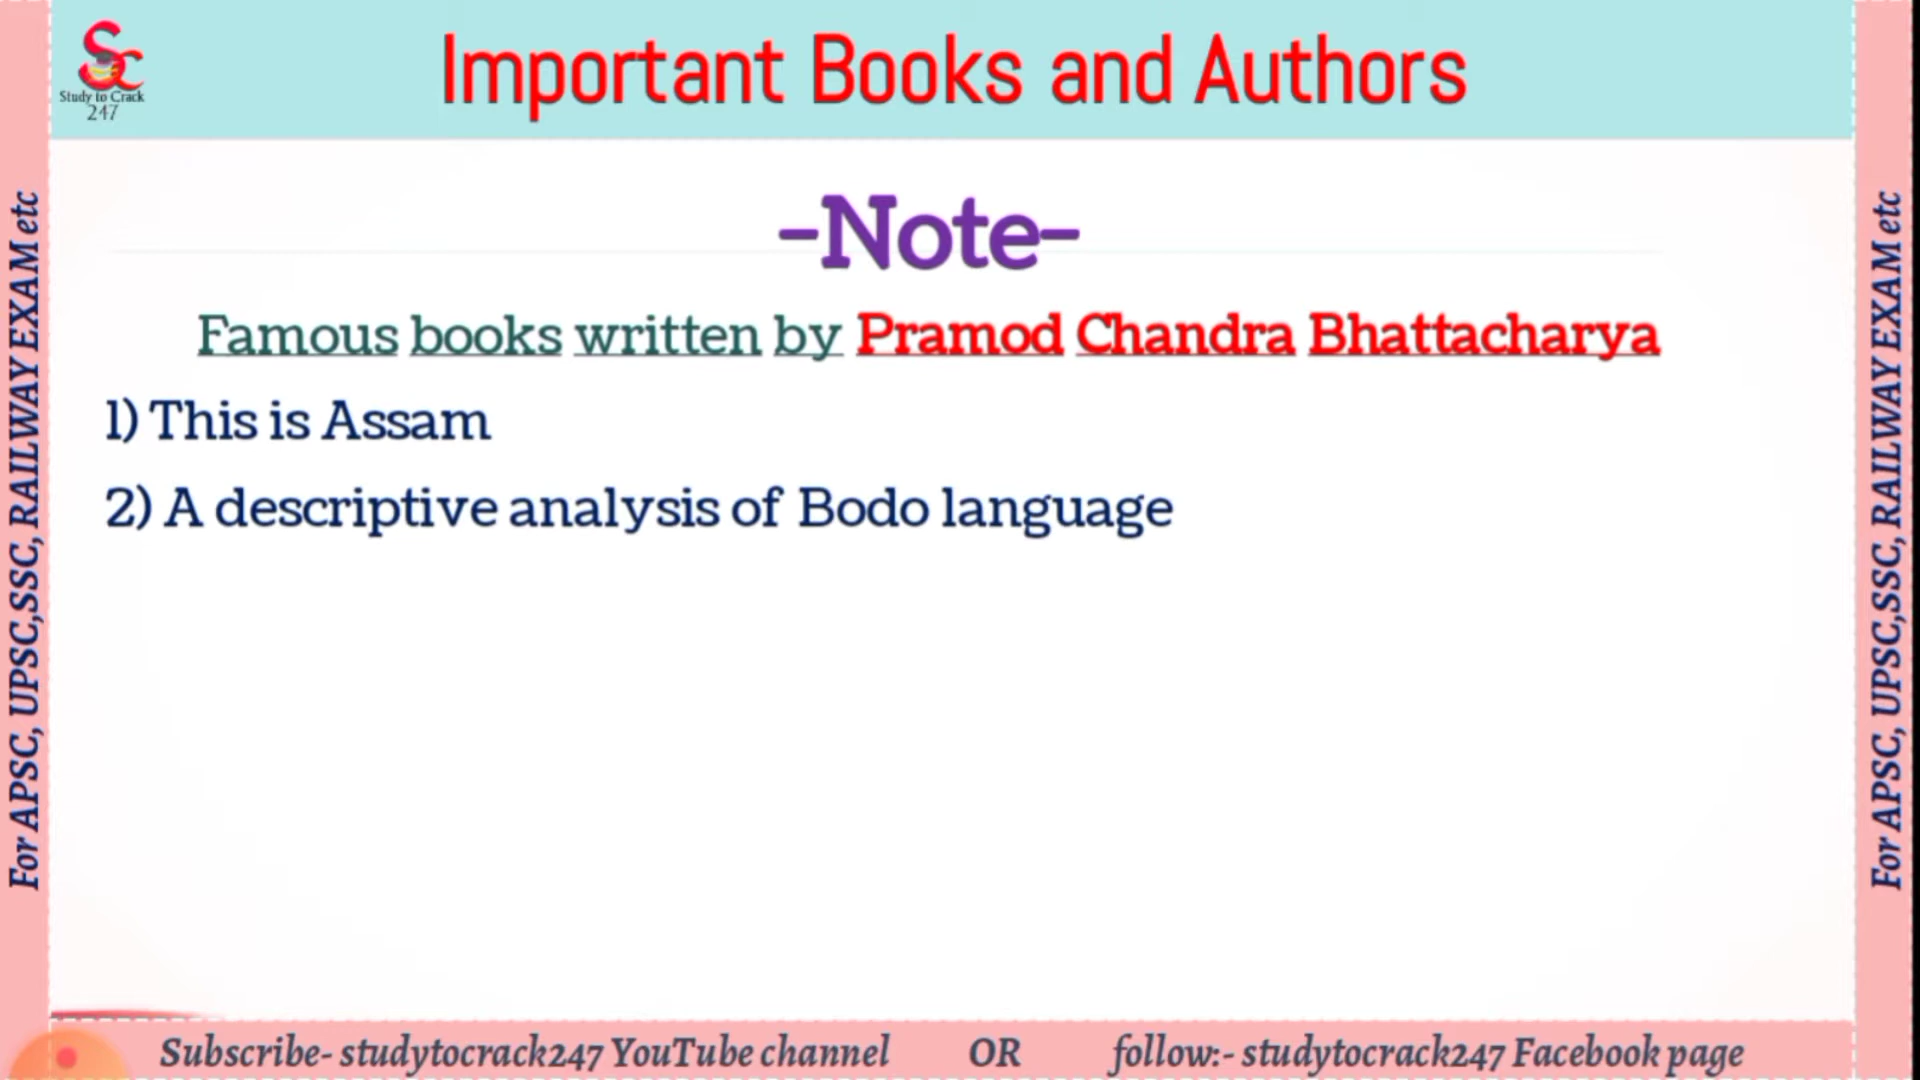 Sc
Study to Crack
247
Important Books and Authors
-Note-
Famous books written by Pramod Chandra Bhattacharya
1) This is Assam
2) A descriptive analysis of Bodo language
For APSC, UPSC,SSC, RAILWAY EXAM etc
For APSC, UPSC,SSC, RAILWAY EXAM etc
Subscribe- studytocrack247 YouTube channel OR follow:- studytocrack247 Facebook page